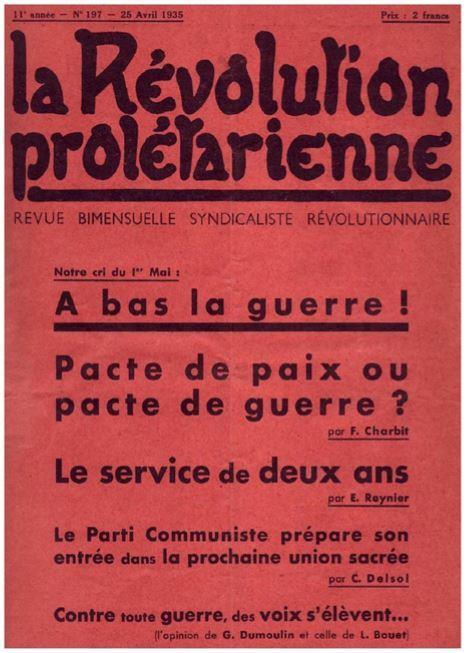 11ᵉ année — Nº 197 — 25 Avril 1935 Prix : 2 francs
la Révolution
prolétarienne
REVUE BIMENSUELLE SYNDICALISTE RÉVOLUTIONNAIRE
Notre cri du 1ᵉʳ Mai :
A bas la guerre !
Pacte de paix ou
pacte de guerre ?
par F. Charbit
Le service de deux ans
par E. Reynier
Le Parti Communiste prépare son
entrée dans la prochaine union sacrée
par C. Delsol
Contre toute guerre, des voix s'élèvent...
(l'opinion de G. Dumoulin et celle de L. Bouet)